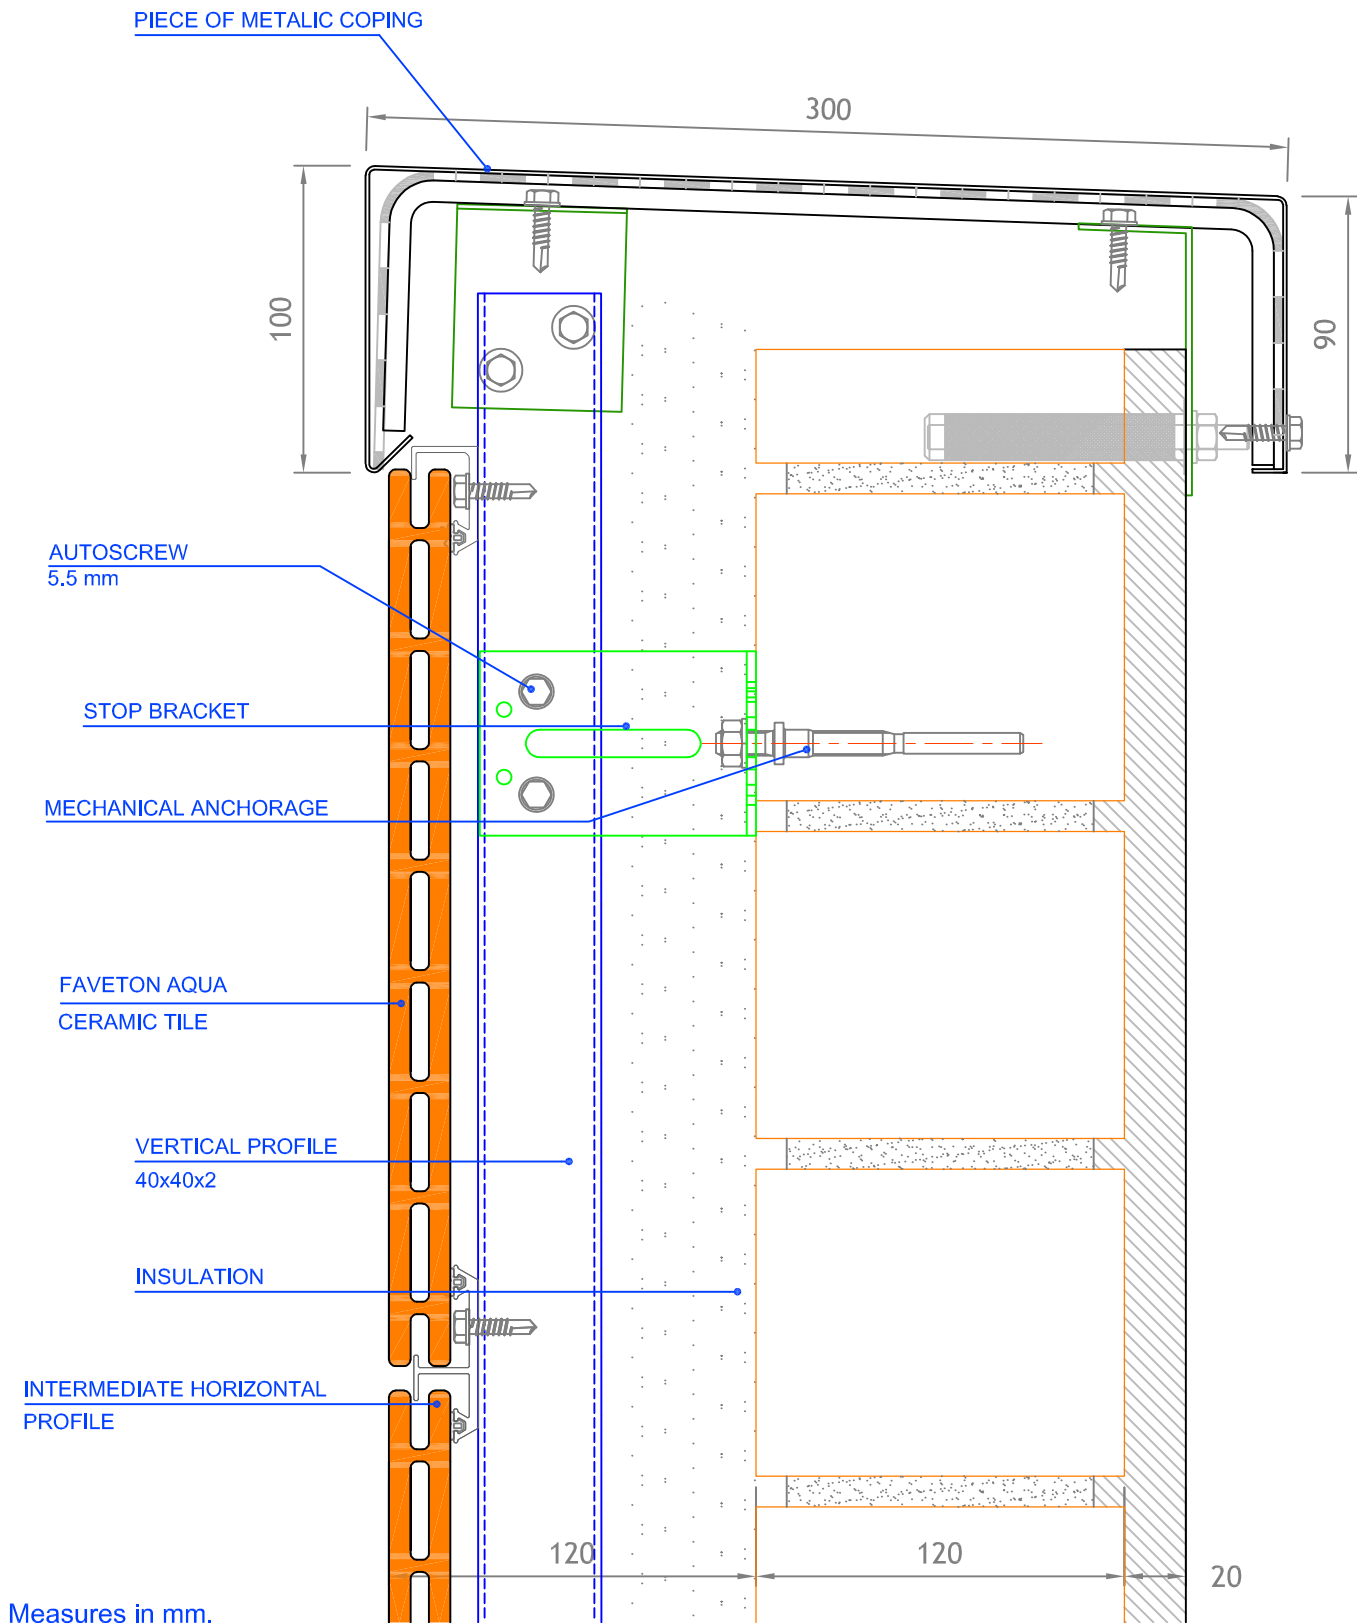 PIECE OF METALIC COPING
300
100
90
AUTOSCREW
5.5 mm
STOP BRACKET
MECHANICAL ANCHORAGE
FAVETON AQUA
CERAMIC TILE
VERTICAL PROFILE
40x40x2
INSULATION
INTERMEDIATE HORIZONTAL
PROFILE
120
120
20
Measures in mm.